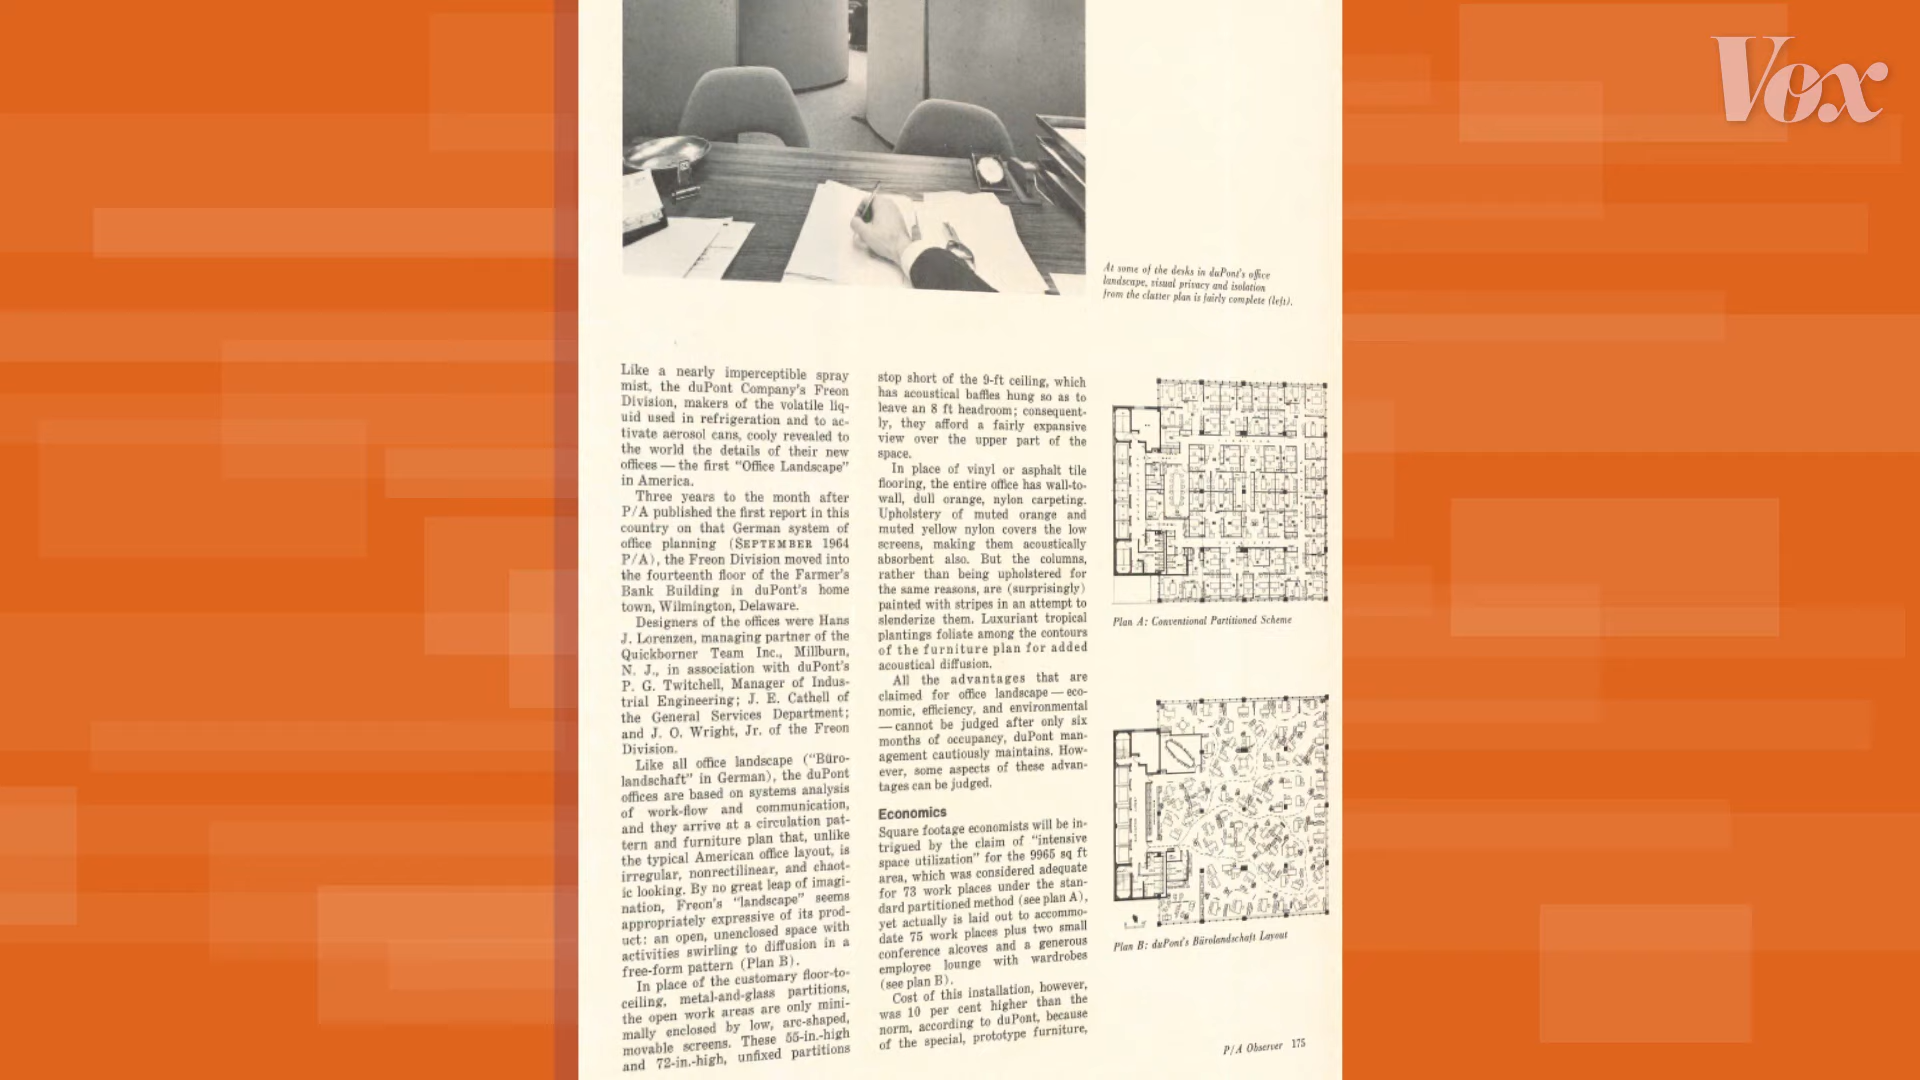 Vox
At some of the desks in duPont's office
landscape, visual privacy and isolation
from the clatter plan is fairly complete (left).
Like a nearly imperceptible spray
mist, the duPont Company's Freon
Division, makers of the volatile liq-
uid used in refrigeration and to ac-
tivate aerosol cans, cooly revealed to
the world the details of their new
offices — the first "Office Landscape"
in America.
Three years to the month after
P/A published the first report in this
country on that German system of
office planning (SEPTEMBER 1964
P/A), the Freon Division moved into
the fourteenth floor of the Farmer's
Bank Building in duPont's home
town, Wilmington, Delaware.
Designers of the offices were Hans
J. Lorenzen, managing partner of the
Quickborner Team Inc., Millburn,
N. J., in association with duPont's
P. G. Twitchell, Manager of Indus-
trial Engineering; J. E. Cathell of
the General Services Department;
and J. O. Wright, Jr. of the Freon
Division.
Like all office landscape ("Büro-
landschaft" in German), the duPont
offices are based on systems analysis
of work-flow and communication,
and they arrive at a circulation pat-
tern and furniture plan that, unlike
the typical American office layout, is
irregular, nonrectilinear, and chaot-
ic looking. By no great leap of imagi-
nation, Freon's "landscape" seems
appropriately expressive of its prod-
uct: an open, unenclosed space with
activities swirling to diffusion in a
free-form pattern (Plan B).
In place of the customary floor-to-
ceiling, metal-and-glass partitions,
the open work areas are only mini-
mally enclosed by low, arc-shaped,
movable screens. These 55-in.-high
and 72-in.-high, unfixed partitions
stop short of the 9-ft ceiling, which
has acoustical baffles hung so as to
leave an 8 ft headroom; consequent-
ly, they afford a fairly expansive
view over the upper part of the
space.
In place of vinyl or asphalt tile
flooring, the entire office has wall-to-
wall, dull orange, nylon carpeting.
Upholstery of muted orange and
muted yellow nylon covers the low
screens, making them acoustically
absorbent also. But the columns,
rather than being upholstered for
the same reasons, are (surprisingly)
painted with stripes in an attempt to
slenderize them. Luxuriant tropical
plantings foliate among the contours
of the furniture plan for added
acoustical diffusion.
All the advantages that are
claimed for office landscape — eco-
nomic, efficiency, and environmental
— cannot be judged after only six
months of occupancy, duPont man-
agement cautiously maintains. How-
ever, some aspects of these advan-
tages can be judged.
Economics
Square footage economists will be in-
trigued by the claim of "intensive
space utilization" for the 9965 sq ft
area, which was considered adequate
for 73 work places under the stan-
dard partitioned method (see plan A),
yet actually is laid out to accommo-
date 75 work places plus two small
conference alcoves and a generous
employee lounge with wardrobes
(see plan B).
Cost of this installation, however,
was 10 per cent higher than the
norm, according to duPont, because
of the special, prototype furniture,
Plan A: Conventional Partitioned Scheme
Plan B: duPont's Bürolandschaft Layout
P/A Observer 175